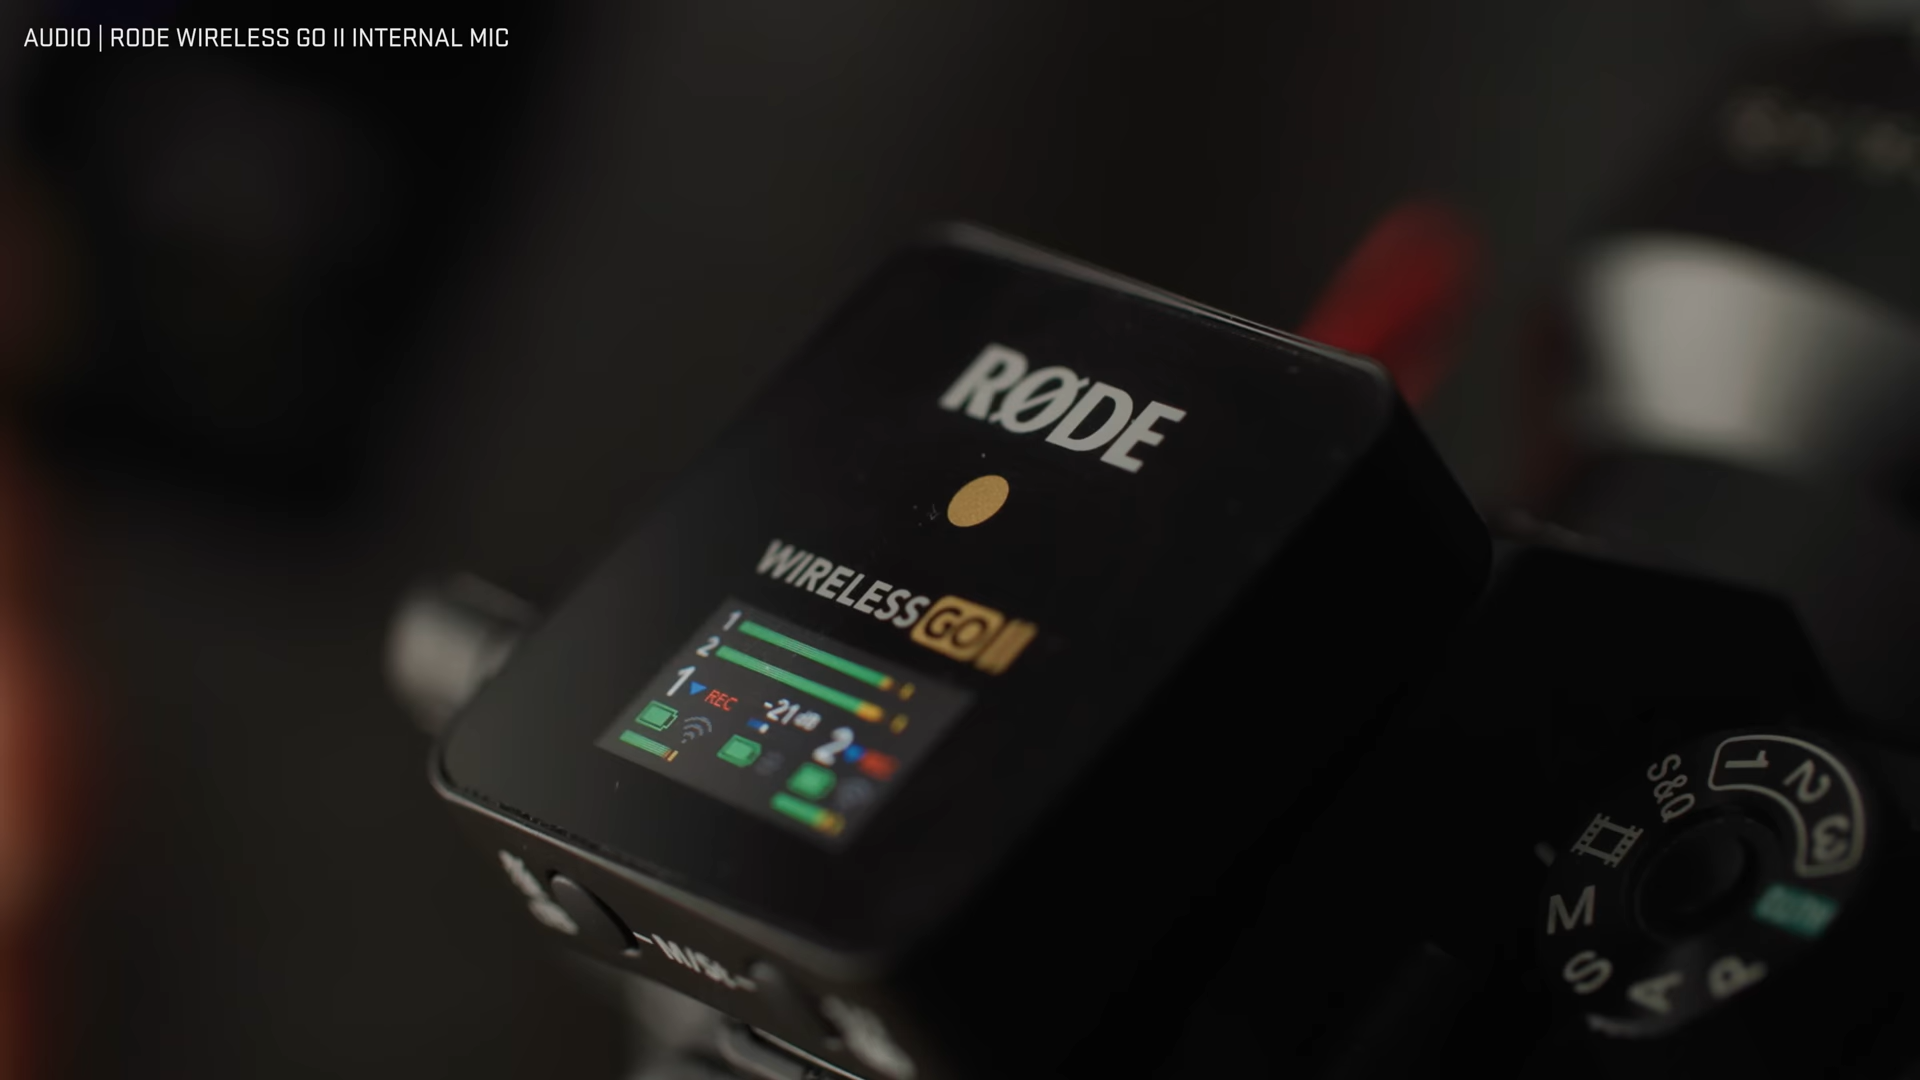 AUDIO | RODE WIRELESS GO II INTERNAL MIC
RØDE
WIRELESS GO II
1
2
1 REC -21dB 2
S&Q 1 2 3
M
S
A
P